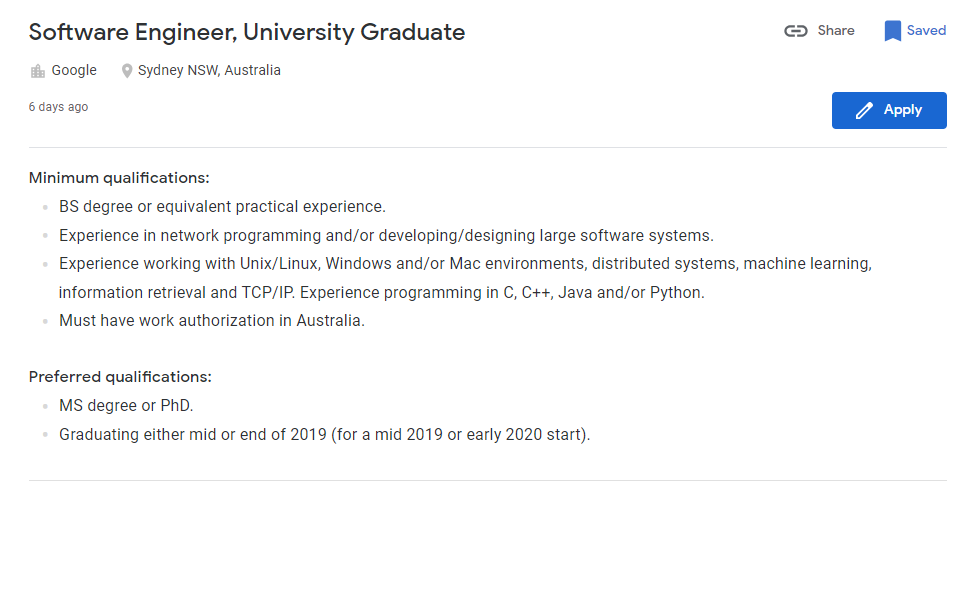 Software Engineer, University Graduate
Share
Saved
Google
Sydney NSW, Australia
6 days ago
Apply
Minimum qualifications:
BS degree or equivalent practical experience.
Experience in network programming and/or developing/designing large software systems.
Experience working with Unix/Linux, Windows and/or Mac environments, distributed systems, machine learning,
information retrieval and TCP/IP. Experience programming in C, C++, Java and/or Python.
Must have work authorization in Australia.
Preferred qualifications:
MS degree or PhD.
Graduating either mid or end of 2019 (for a mid 2019 or early 2020 start).